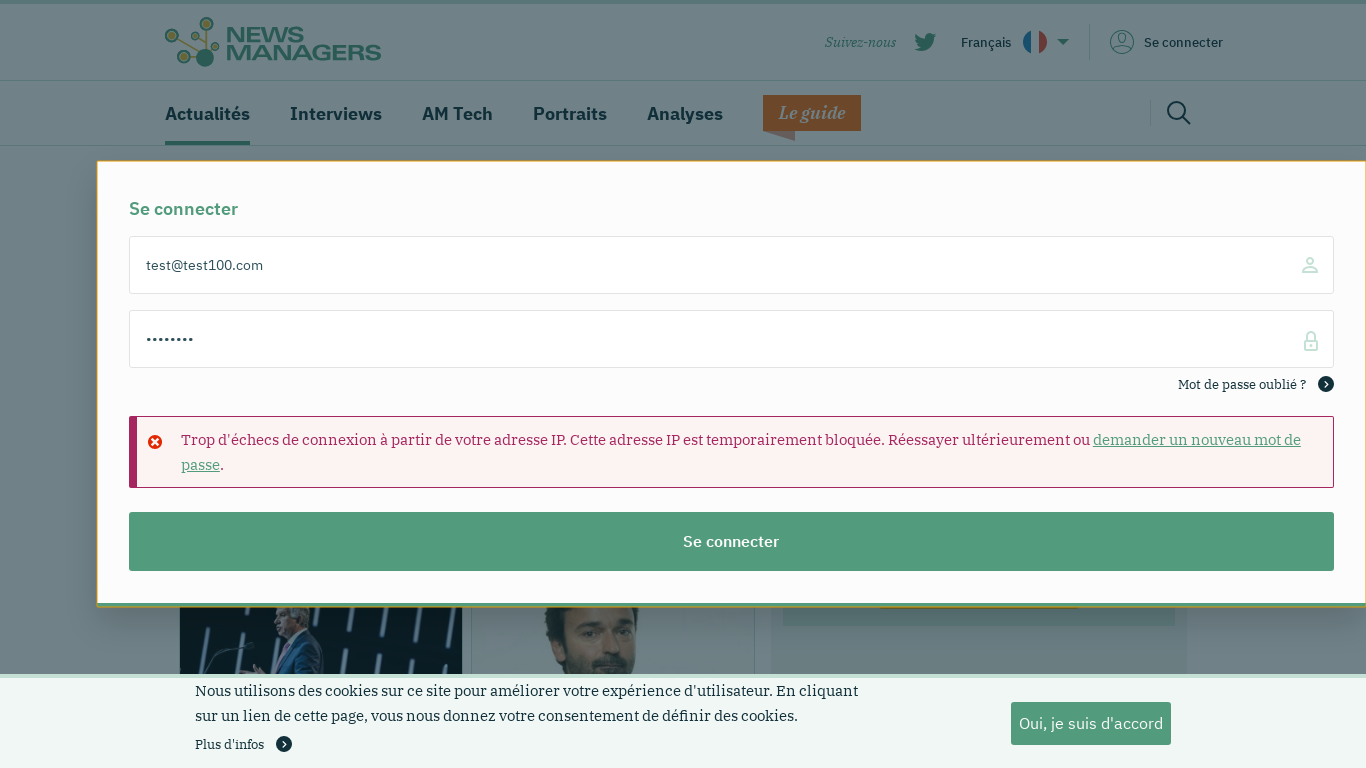 NEWS
MANAGERS
Suivez-nous
Français
Se connecter
Actualités
Interviews
AM Tech
Portraits
Analyses
Le guide
Se connecter
test@test100.com
••••••••
Mot de passe oublié ?
Trop d'échecs de connexion à partir de votre adresse IP. Cette adresse IP est temporairement bloquée. Réessayer ultérieurement ou demander un nouveau mot de
passe.
Se connecter
Nous utilisons des cookies sur ce site pour améliorer votre expérience d'utilisateur. En cliquant
sur un lien de cette page, vous nous donnez votre consentement de définir des cookies.
Plus d'infos
Oui, je suis d'accord